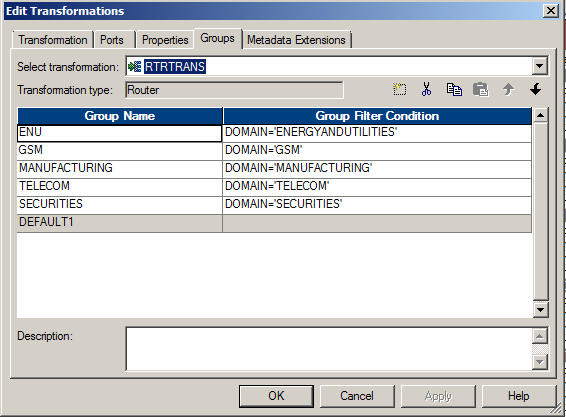 Edit Transformations
Transformation Ports Properties Groups Metadata Extensions
Select transformation: RTRTRANS
Transformation type: Router
Group Name Group Filter Condition
ENU DOMAIN='ENERGYANDUTILITIES'
GSM DOMAIN='GSM'
MANUFACTURING DOMAIN='MANUFACTURING'
TELECOM DOMAIN='TELECOM'
SECURITIES DOMAIN='SECURITIES'
DEFAULT1
Description:
OK Cancel Apply Help